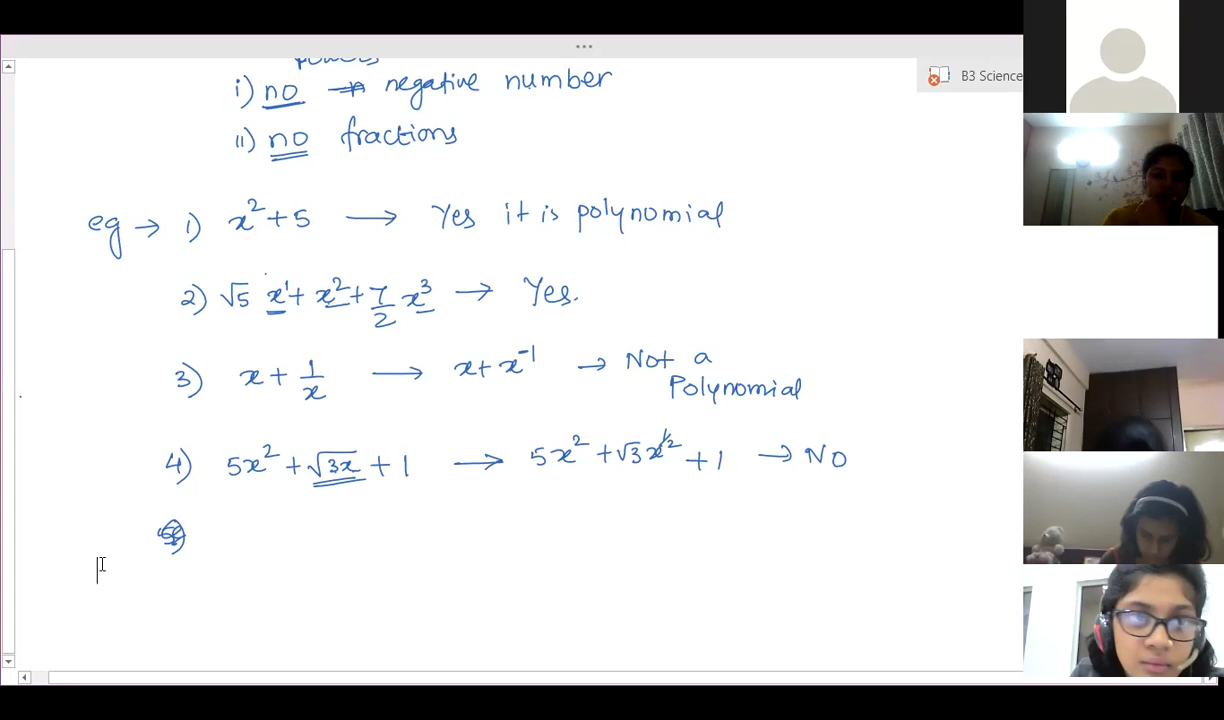 powers
i) no negative number
ii) no fractions
eg → 1) x² + 5 → Yes it is polynomial
2) √5 x¹ + x² + 7/2 x³ → Yes.
3) x + 1/x → x + x⁻¹ → Not a
Polynomial
4) 5x² + √3x + 1 → 5x² + √3 x^1/2 + 1 → NO
B3 Science